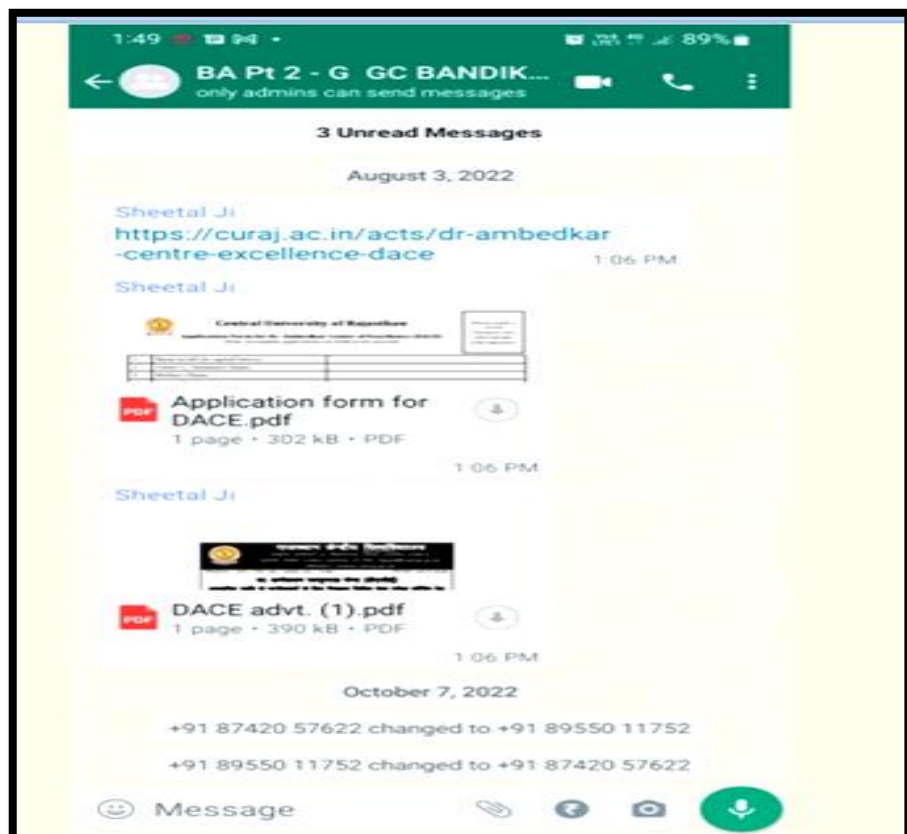 1:49 89%
BA Pt 2 - G GC BANDIK...
only admins can send messages
3 Unread Messages
August 3, 2022
Sheetal Ji
https://curaj.ac.in/acts/dr-ambedkar
-centre-excellence-dace
1:06 PM
Sheetal Ji
Central University of Rajasthan
PDF
Application form for
DACE.pdf
1 page • 302 kB • PDF
1:06 PM
Sheetal Ji
PDF
DACE advt. (1).pdf
1 page • 390 kB • PDF
1:06 PM
October 7, 2022
+91 87420 57622 changed to +91 89550 11752
+91 89550 11752 changed to +91 87420 57622
Message